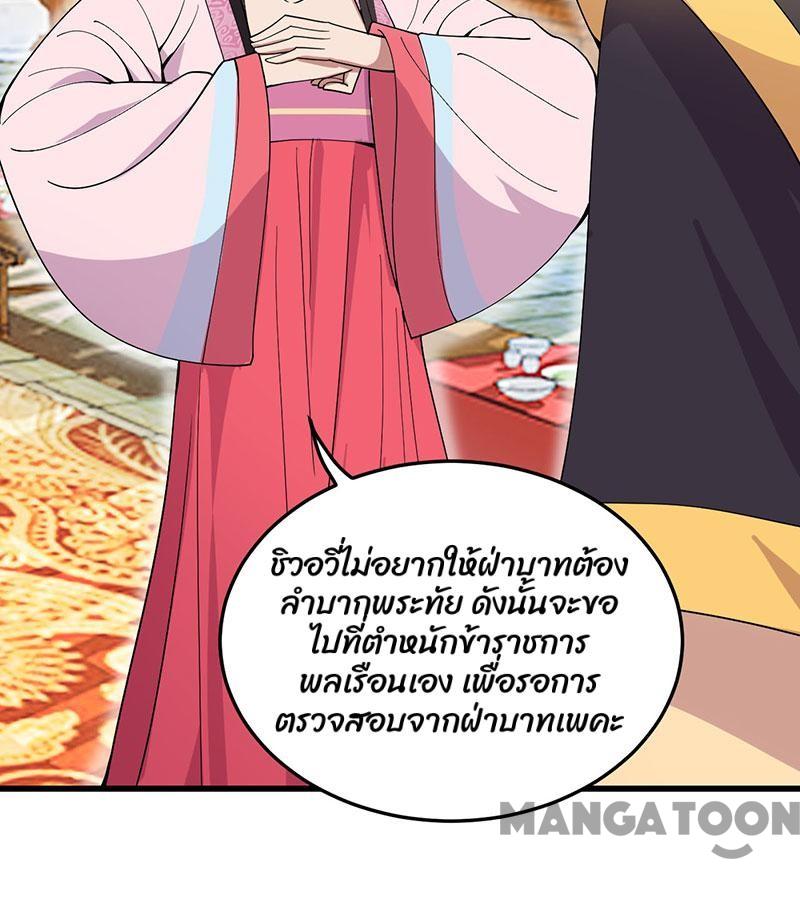 ชิวอวี่ไม่อยากให้ฝ่าบาทต้อง
ลำบากพระทัย ดังนั้นจะขอ
ไปที่ตำหนักข้าราชการ
พลเรือนเอง เพื่อรอการ
ตรวจสอบจากฝ่าบาทเพคะ
MANGATOON